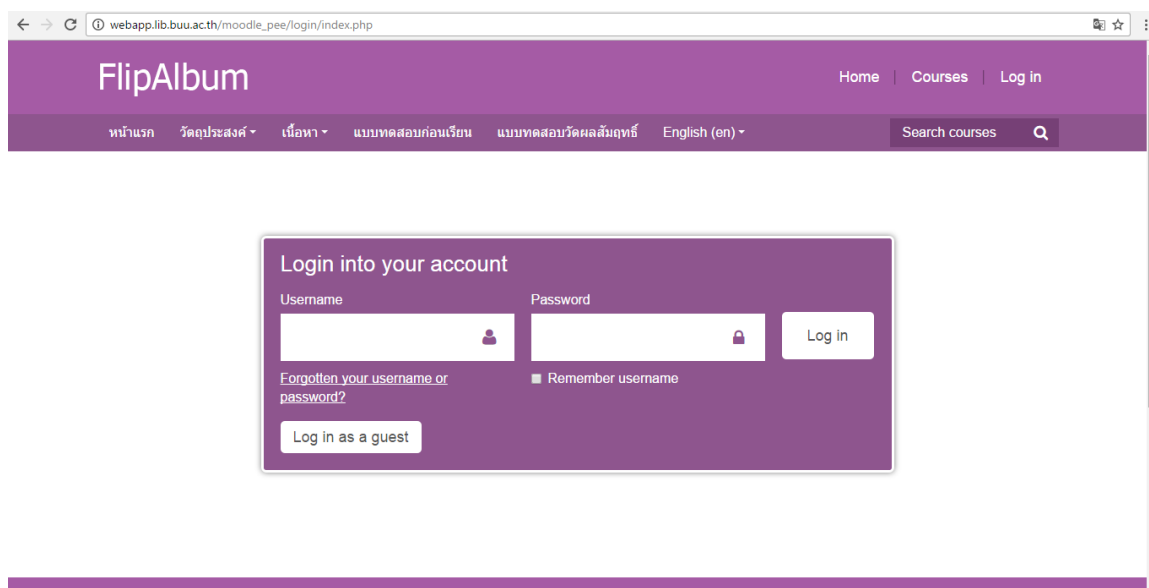 webapp.lib.buu.ac.th/moodle_pee/login/index.php
FlipAlbum
Home Courses Log in
หน้าแรก วัตถุประสงค์ เนื้อหา แบบทดสอบก่อนเรียน แบบทดสอบวัดผลสัมฤทธิ์ English (en) Search courses
Login into your account
Username Password
Log in
Forgotten your username or Remember username
password?
Log in as a guest